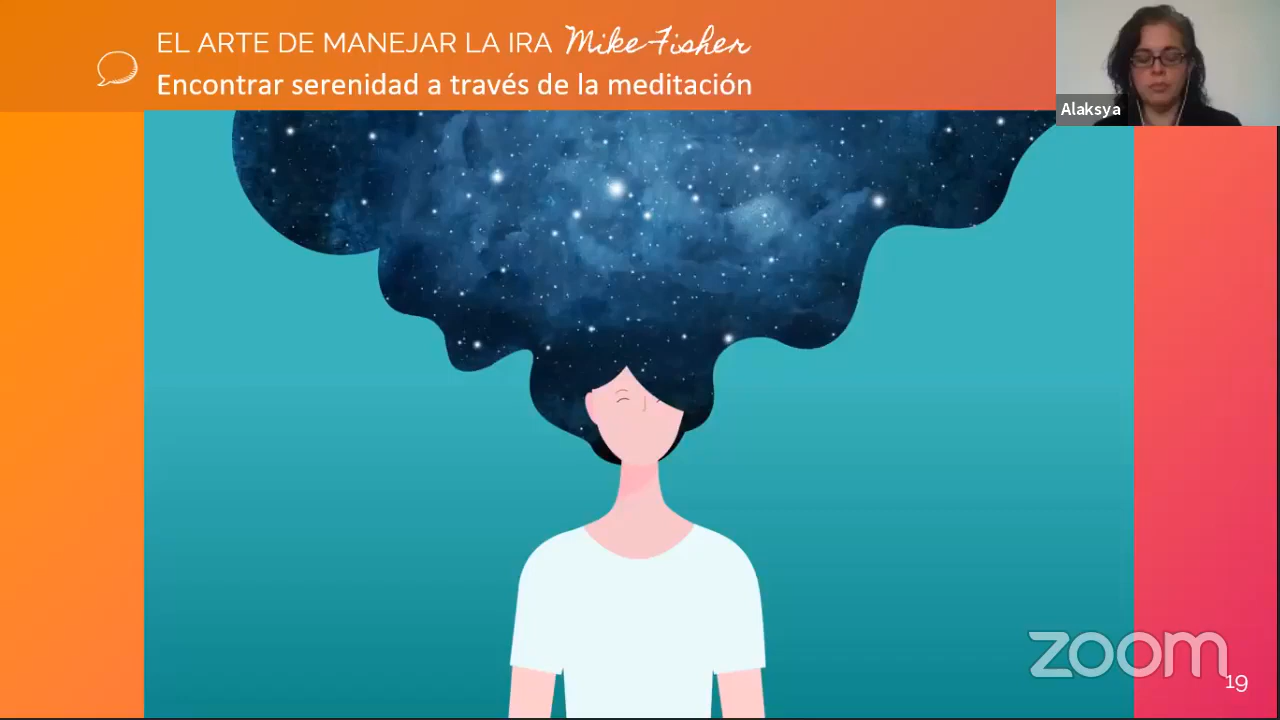 EL ARTE DE MANEJAR LA IRA Mike Fisher
Encontrar serenidad a través de la meditación
Alaksya
zoom
19